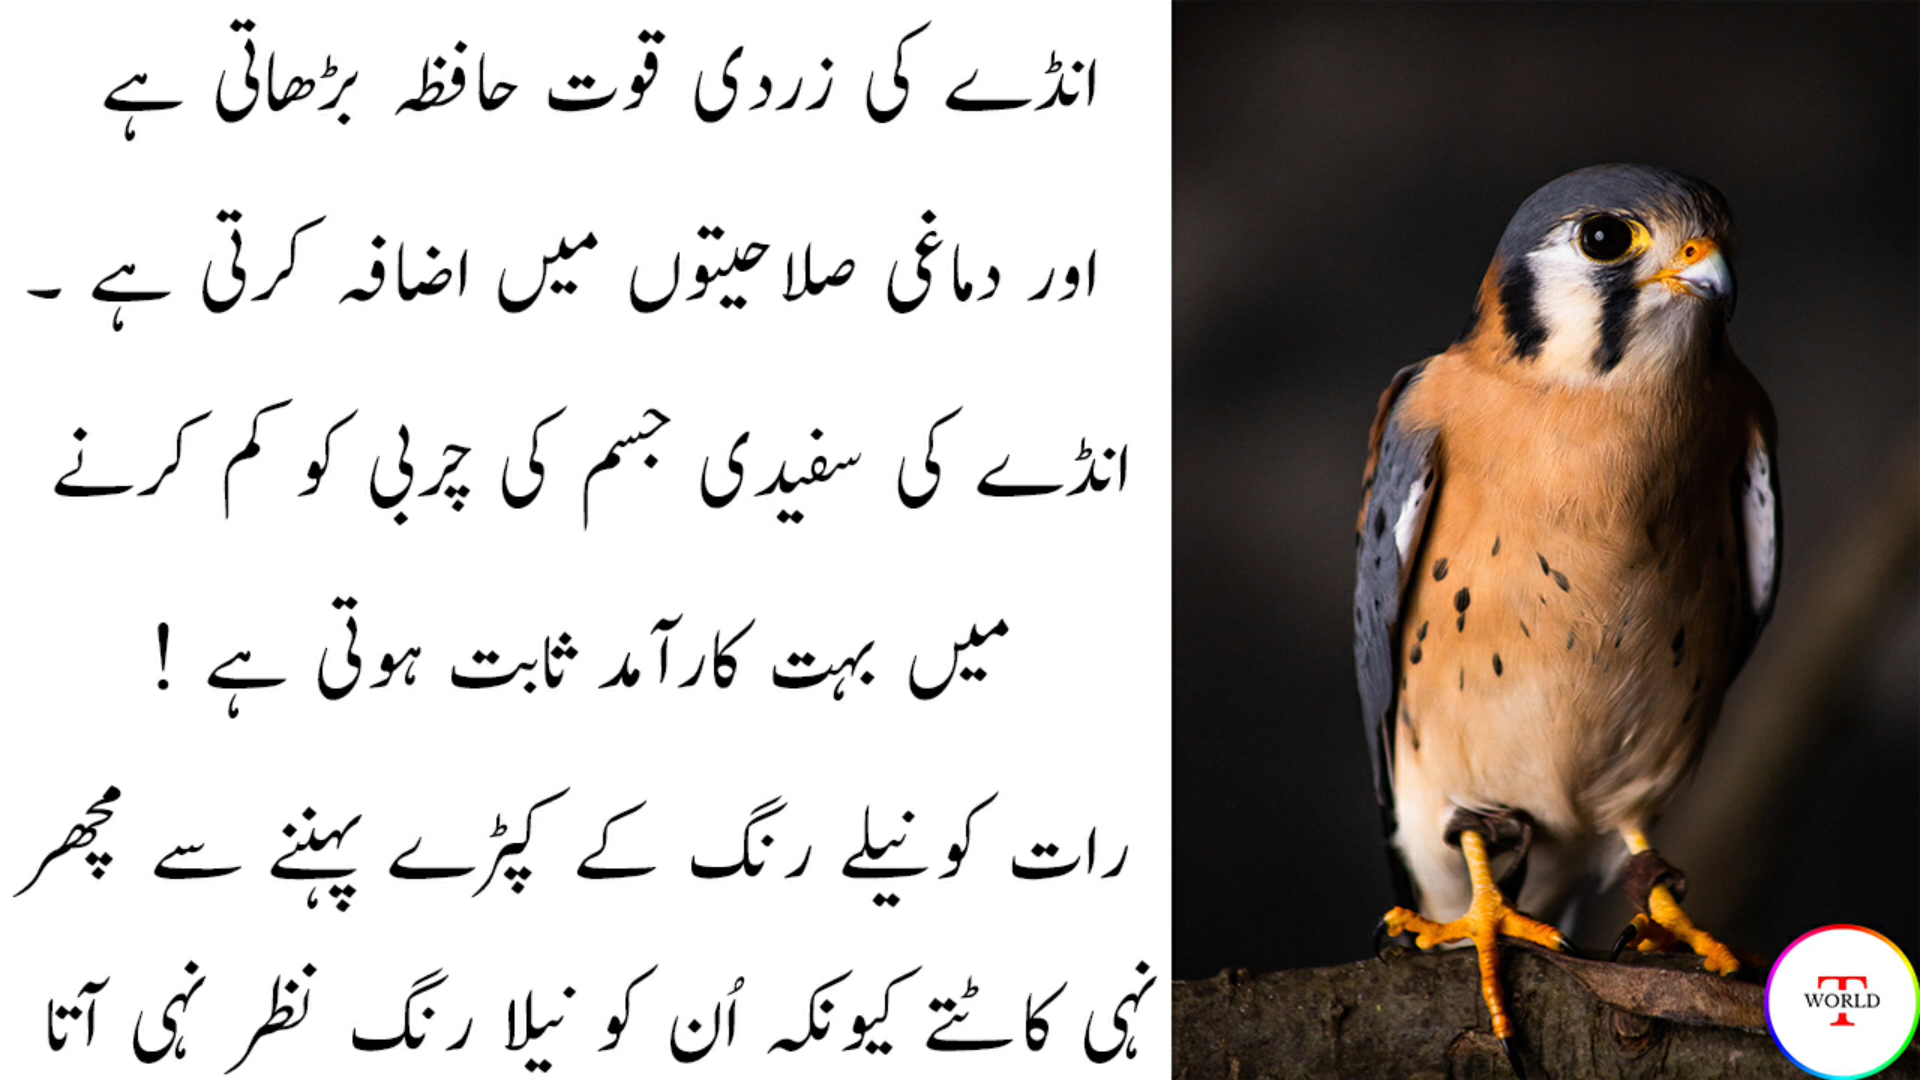 انڈے کی زردی قوت حافظہ بڑھاتی ہے
اور دماغی صلاحیتوں میں اضافہ کرتی ہے ۔
انڈے کی سفیدی جسم کی چربی کو کم کرنے
میں بہت کارآمد ثابت ہوتی ہے !
رات کو نیلے رنگ کے کپڑے پہننے سے مچھر
نہی کاٹتے کیونکہ اُن کو نیلا رنگ نظر نہی آتا
T
WORLD